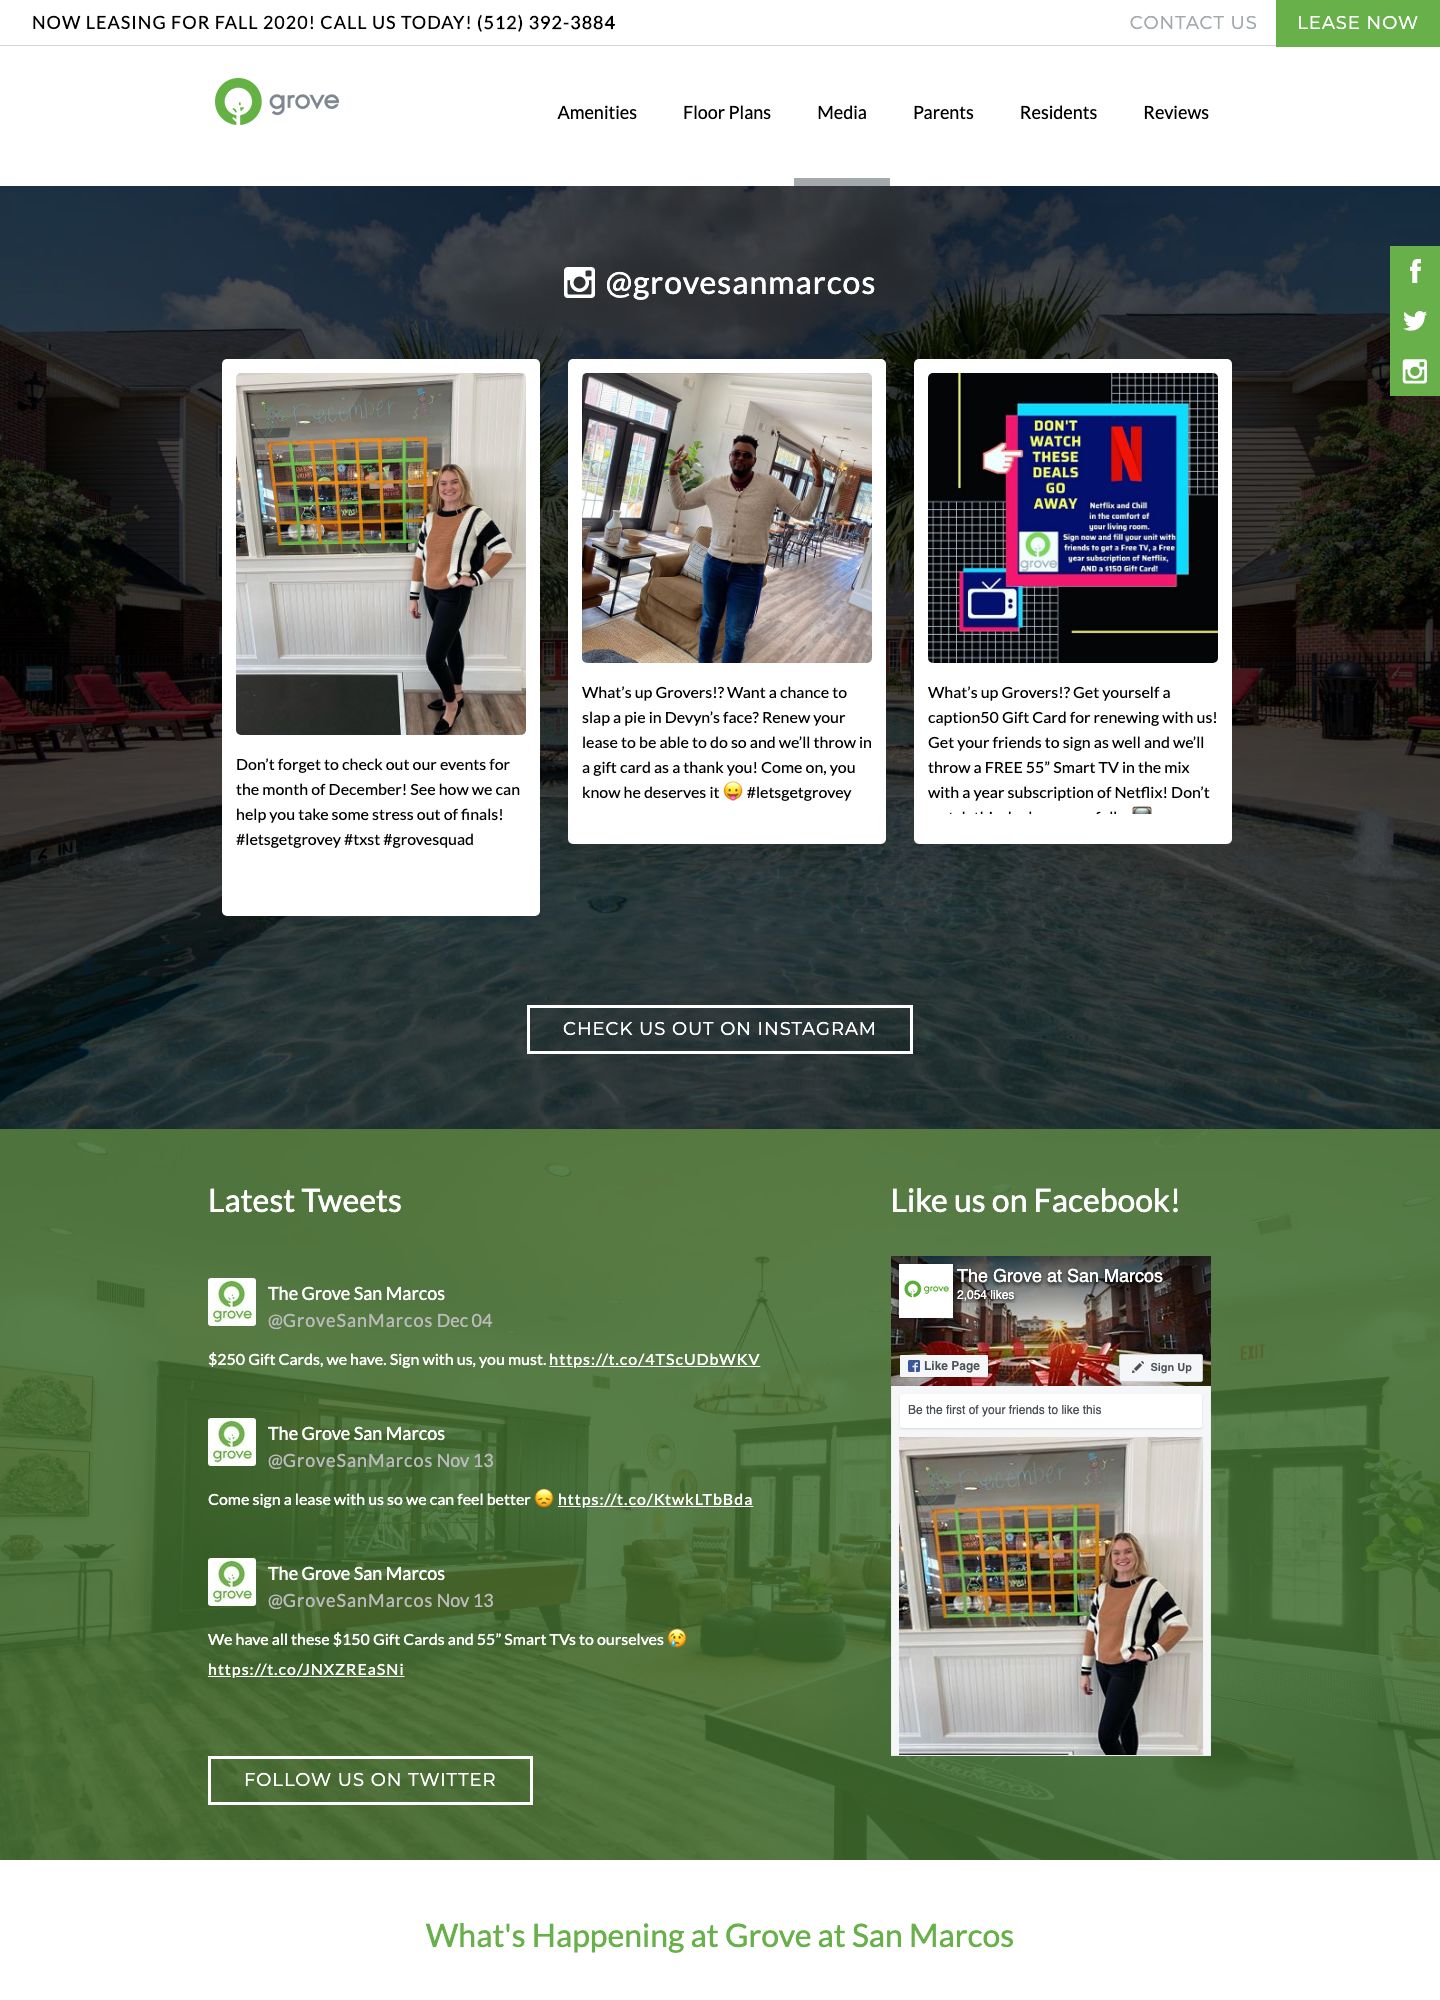 NOW LEASING FOR FALL 2020! CALL US TODAY! (512) 392-3884
CONTACT US
LEASE NOW
grove
Amenities
Floor Plans
Media
Parents
Residents
Reviews
@grovesanmarcos
December
Don’t forget to check out our events for
the month of December! See how we can
help you take some stress out of finals!
#letsgetgrovey #txst #grovesquad
What’s up Grovers!? Want a chance to
slap a pie in Devyn’s face? Renew your
lease to be able to do so and we’ll throw in
a gift card as a thank you! Come on, you
know he deserves it 😛 #letsgetgrovey
DON'T
WATCH
THESE
DEALS
GO
AWAY
N
Netflix and Chill
in the comfort of
your living room.
Sign now and fill your unit with
friends to get a Free TV, a Free
year subscription of Netflix,
AND a $150 Gift Card!
grove
What’s up Grovers!? Get yourself a
caption50 Gift Card for renewing with us!
Get your friends to sign as well and we’ll
throw a FREE 55” Smart TV in the mix
with a year subscription of Netflix! Don’t
CHECK US OUT ON INSTAGRAM
Latest Tweets
grove
The Grove San Marcos
@GroveSanMarcos Dec 04
$250 Gift Cards, we have. Sign with us, you must. https://t.co/4TScUDbWKV
grove
The Grove San Marcos
@GroveSanMarcos Nov 13
Come sign a lease with us so we can feel better 😞 https://t.co/KtwkLTbBda
grove
The Grove San Marcos
@GroveSanMarcos Nov 13
We have all these $150 Gift Cards and 55” Smart TVs to ourselves 😢
https://t.co/JNXZREaSNi
FOLLOW US ON TWITTER
Like us on Facebook!
grove
The Grove at San Marcos
2,054 likes
Like Page
Sign Up
Be the first of your friends to like this
December
EXIT
What's Happening at Grove at San Marcos